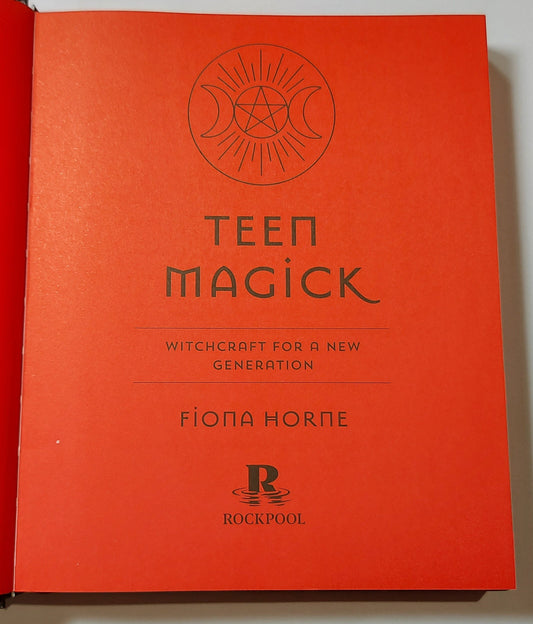 TEEN
MAGICK
WITCHCRAFT FOR A NEW
GENERATION
FIONA HORNE
R
ROCKPOOL